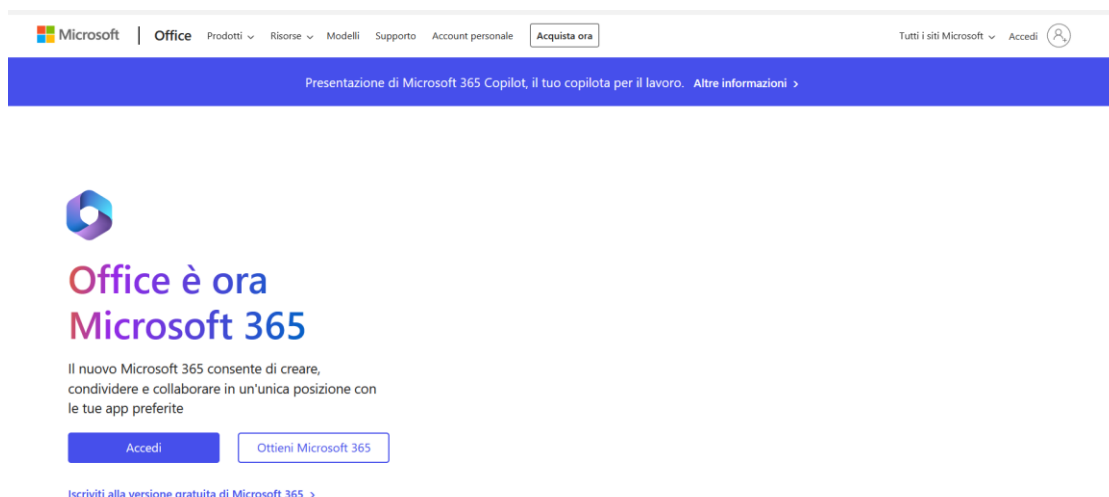 Microsoft Office Prodotti Risorse Modelli Supporto Account personale Acquista ora Tutti i siti Microsoft Accedi
Presentazione di Microsoft 365 Copilot, il tuo copilota per il lavoro. Altre informazioni >
Office è ora
Microsoft 365
Il nuovo Microsoft 365 consente di creare,
condividere e collaborare in un'unica posizione con
le tue app preferite
Accedi Ottieni Microsoft 365
Iscriviti alla versione gratuita di Microsoft 365 >